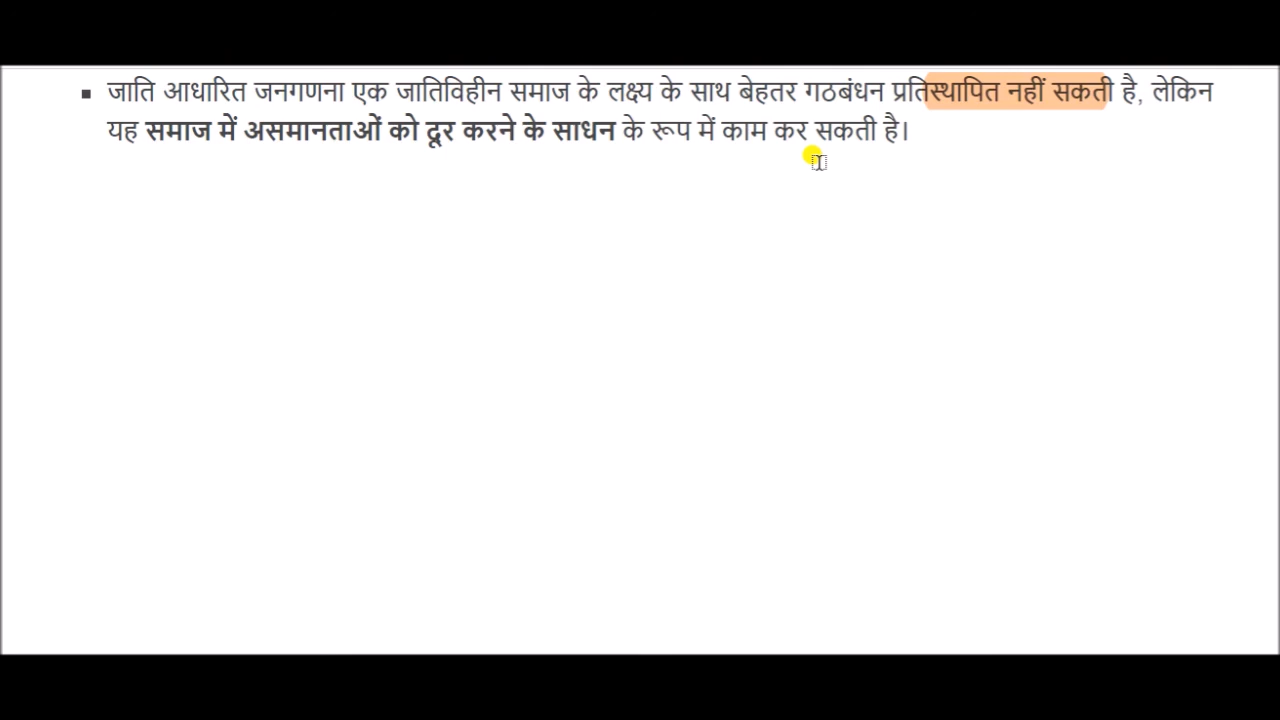 ▪ जाति आधारित जनगणना एक जातिविहीन समाज के लक्ष्य के साथ बेहतर गठबंधन प्रतिस्थापित नहीं सकती है, लेकिन
यह समाज में असमानताओं को दूर करने के साधन के रूप में काम कर सकती है।